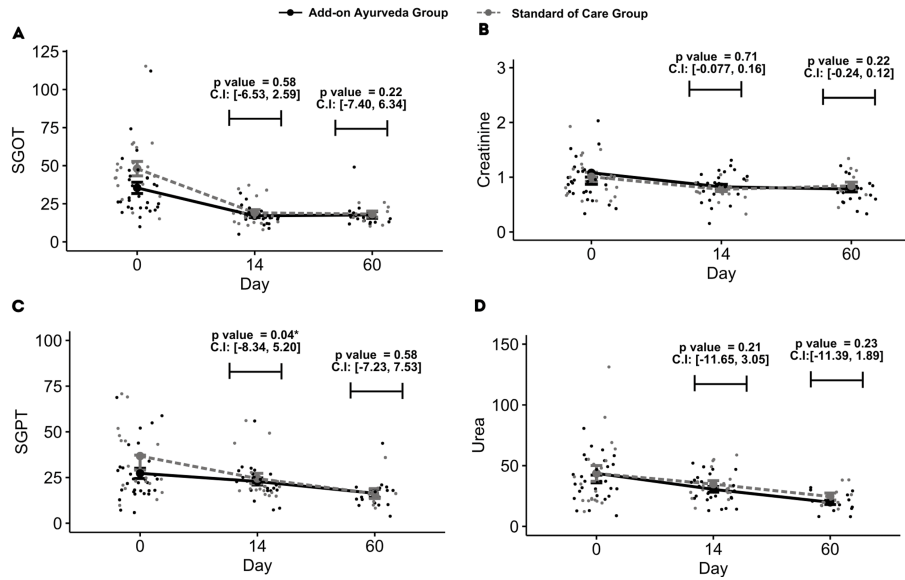 Add-on Ayurveda Group
Standard of Care Group
A
125
100
75
50
25
0
SGOT
p value = 0.58
C.I: [-6.53, 2.59]
p value = 0.22
C.I: [-7.40, 6.34]
0
14
60
Day
B
3
2
1
0
Creatinine
p value = 0.71
C.I: [-0.077, 0.16]
p value = 0.22
C.I: [-0.24, 0.12]
0
14
60
Day
C
100
75
50
25
0
SGPT
p value = 0.04*
C.I: [-8.34, 5.20]
p value = 0.58
C.I: [-7.23, 7.53]
0
14
60
Day
D
150
100
50
0
Urea
p value = 0.21
C.I: [-11.65, 3.05]
p value = 0.23
C.I:[-11.39, 1.89]
0
14
60
Day